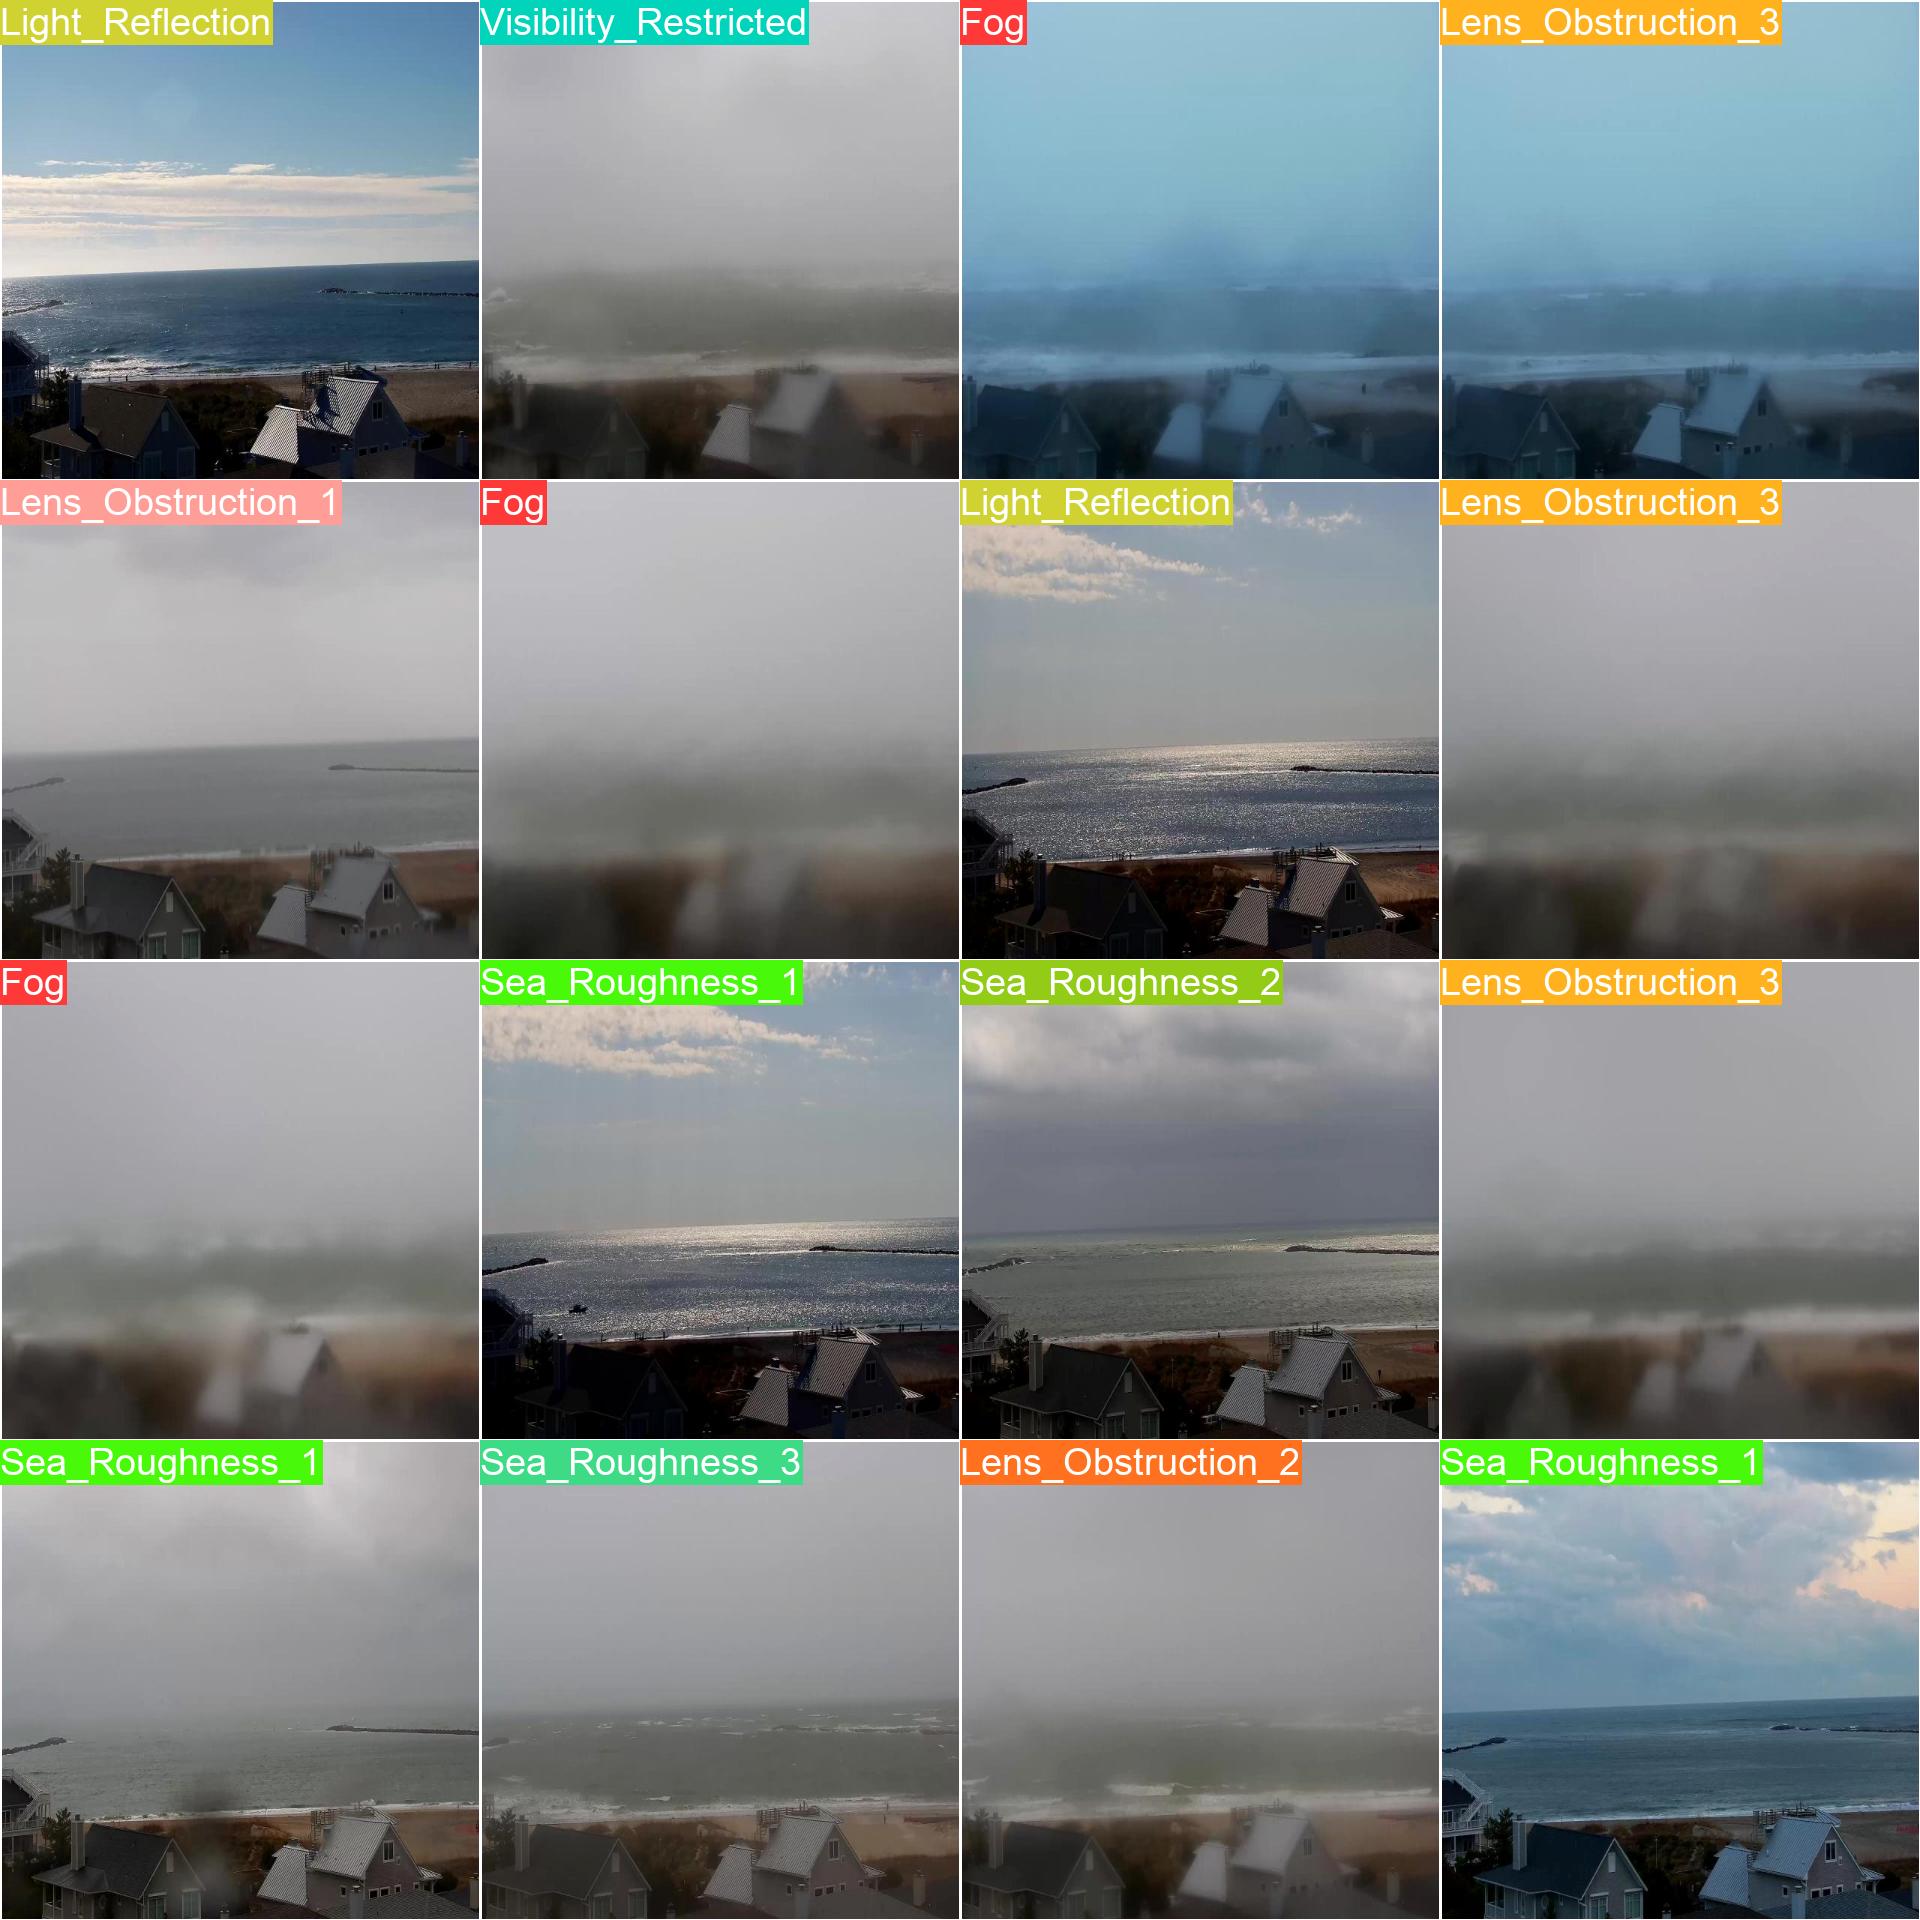 Light_Reflection
Visibility_Restricted
Fog
Lens_Obstruction_3
Lens_Obstruction_1
Fog
Light_Reflection
Lens_Obstruction_3
Fog
Sea_Roughness_1
Sea_Roughness_2
Lens_Obstruction_3
Sea_Roughness_1
Sea_Roughness_3
Lens_Obstruction_2
Sea_Roughness_1